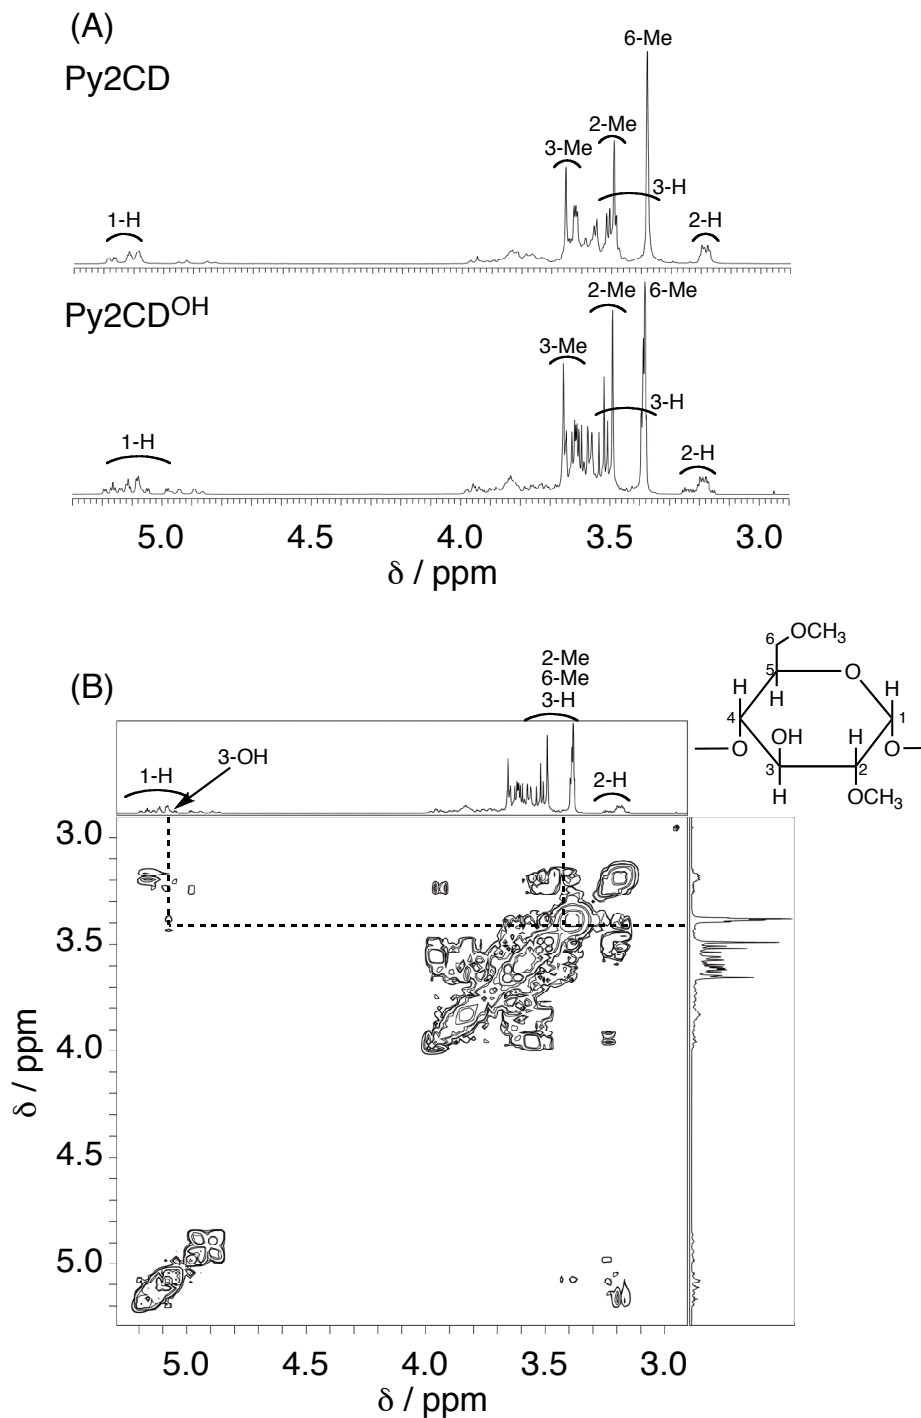 (A)
Py2CD
6-Me
2-Me
3-Me
3-H
1-H
2-H
Py2CD^OH
2-Me 6-Me
3-Me
3-H
1-H
2-H
5.0 4.5 4.0 3.5 3.0
δ / ppm
(B)
2-Me
6-Me
3-H
3-OH
1-H
2-H
6 OCH₃
5 O
H H H
4 OH H 1
O 3 2 O
H OCH₃
3.0
3.5
4.0
4.5
5.0
δ / ppm
5.0 4.5 4.0 3.5 3.0
δ / ppm